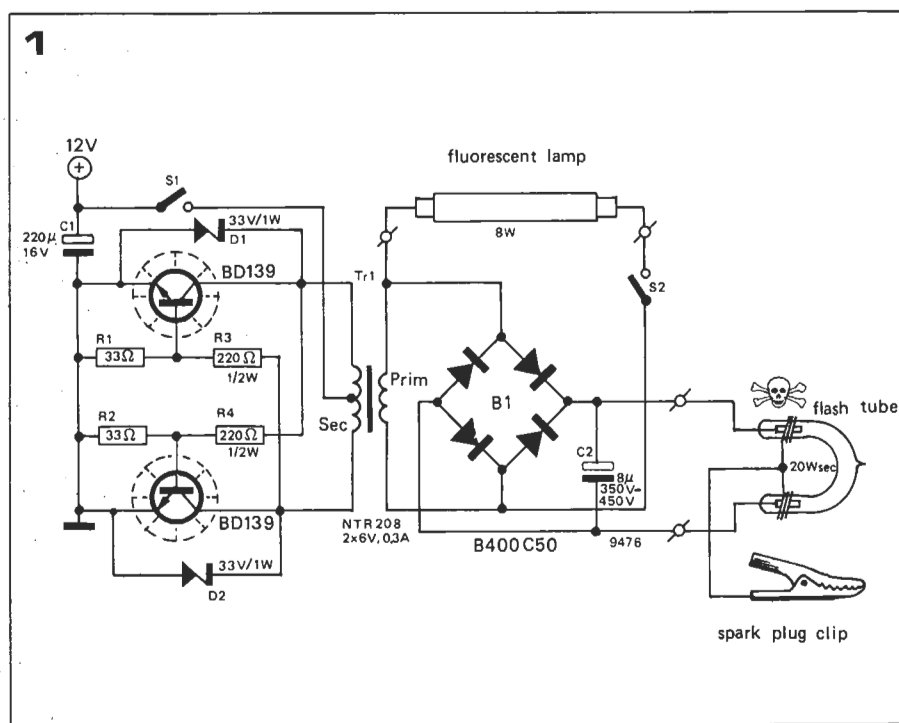 1
12V
S1
fluorescent lamp
C1
220µ
16V
33V/1W
D1
8W
BD139
Tr1
S2
R1
33Ω
R3
220Ω
1/2W
Prim
B1
flash tube
R2
33Ω
R4
220Ω
1/2W
Sec
20Wsec
C2
8µ
350V-
450V
BD139
NTR 208
2x6V, 0,3A
B400C50
9476
33V/1W
D2
spark plug clip